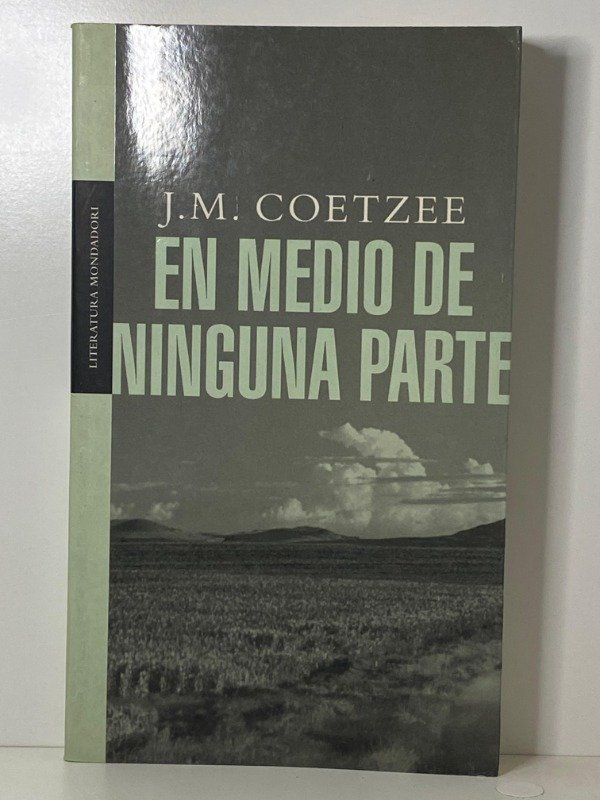 J.M. COETZEE
EN MEDIO DE
NINGUNA PARTE
LITERATURA MONDADORI